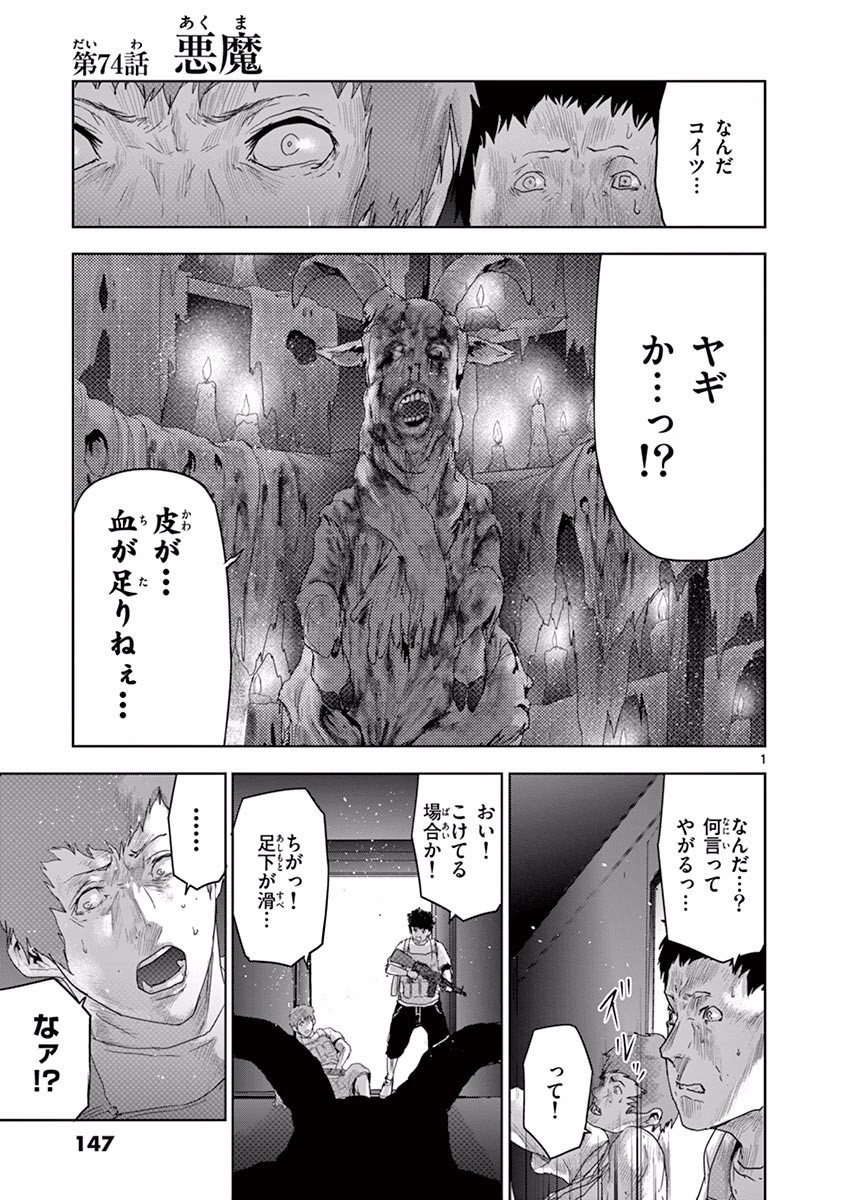 第74話 悪魔
なんだ
コイツ…
ヤギ
か…っ!?
皮が…
血が足りねぇ…
1
なんだ…?
何言って
やがるっ…
ズルッ
って!
おい!
こけてる
場合か!
ちがっ!
足下が滑…
……
なァ!?
147